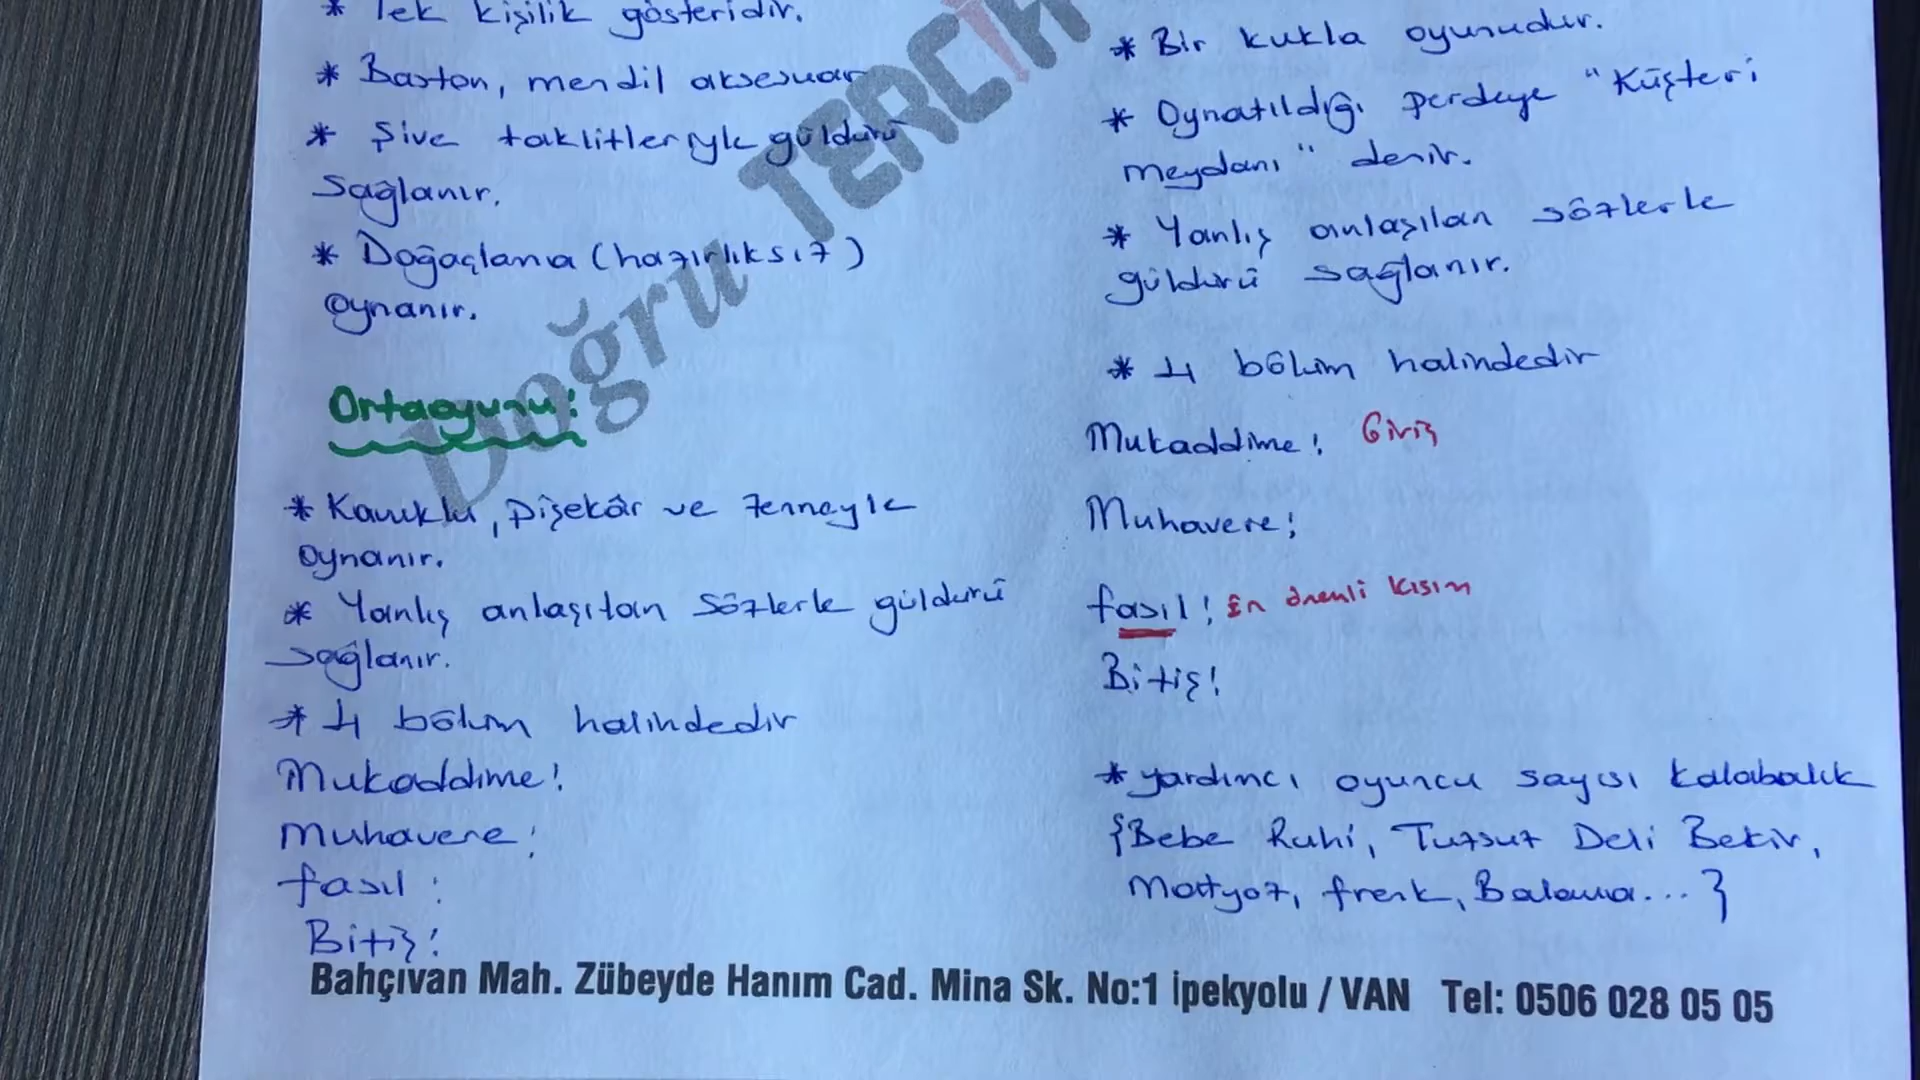 * Tek kişilik gösteridir.
* Baston, mendil aksesuar
* Şive taklitleriyle güldürü
sağlanır.
* Doğaçlama (hazırlıksız)
oynanır.
Ortaoyunu:
* Kavuklu, pişekâr ve zenneyle
oynanır.
* Yanlış anlaşılan sözlerle güldürü
sağlanır.
* 4 bölüm halindedir
Mukaddime:
Muhavere:
fasıl:
Bitiş:
* Bir kukla oyunudur.
* Oynatıldığı perdeye "Küşteri
meydanı" denir.
* Yanlış anlaşılan sözlerle
güldürü sağlanır.
* 4 bölüm halindedir
Mukaddime: Giriş
Muhavere:
fasıl: En önemli kısım
Bitiş:
* yardımcı oyuncu sayısı kalabalık
{Bebe Ruhi, Tuzsuz Deli Bekir,
Matyoz, frenk, Balama...}
Doğru TERCİH
Bahçıvan Mah. Zübeyde Hanım Cad. Mina Sk. No:1 İpekyolu / VAN Tel: 0506 028 05 05